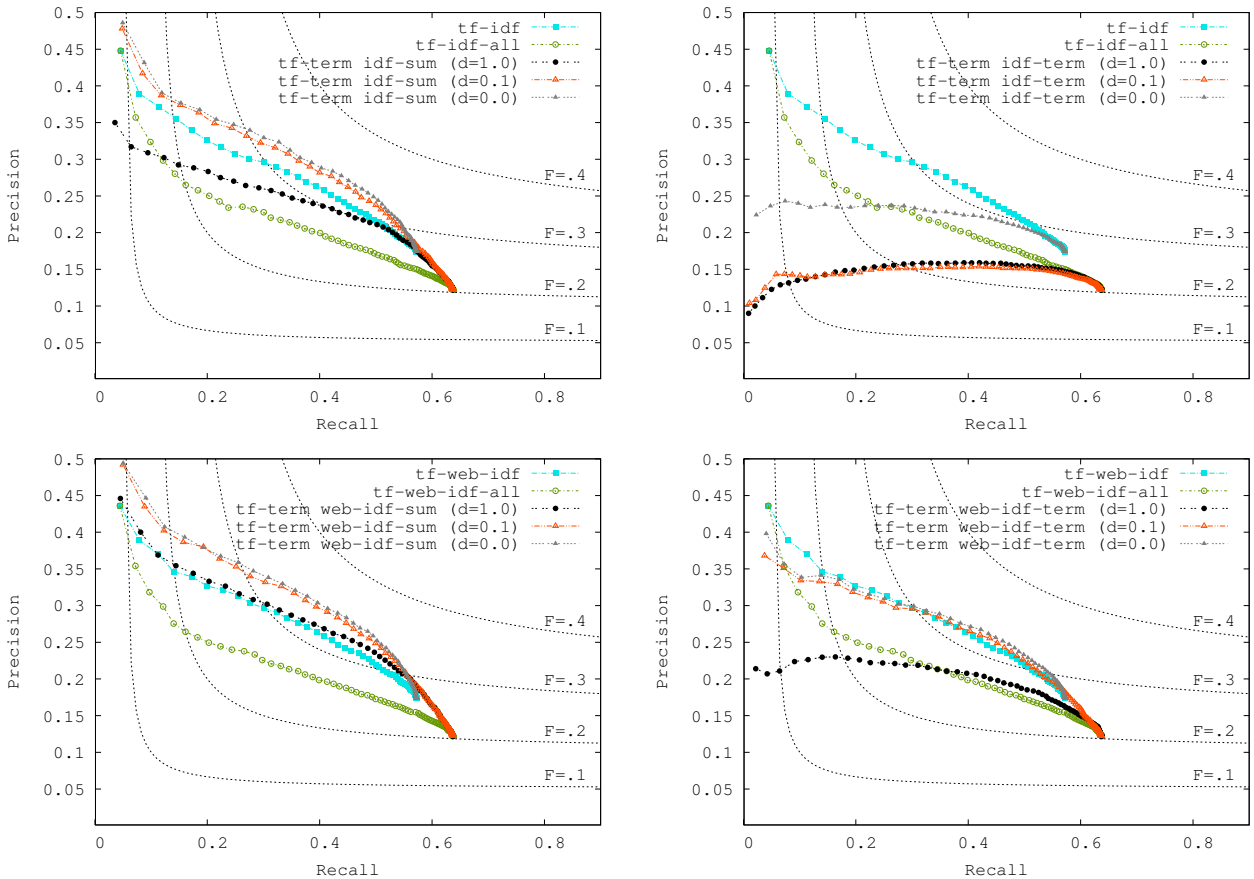 0.5
0.45
0.4
0.35
0.3
0.25
0.2
0.15
0.1
0.05
Precision
tf-idf
tf-idf-all
tf-term idf-sum (d=1.0)
tf-term idf-sum (d=0.1)
tf-term idf-sum (d=0.0)
F=.4
F=.3
F=.2
F=.1
0 0.2 0.4 0.6 0.8
Recall
0.5
0.45
0.4
0.35
0.3
0.25
0.2
0.15
0.1
0.05
Precision
tf-idf
tf-idf-all
tf-term idf-term (d=1.0)
tf-term idf-term (d=0.1)
tf-term idf-term (d=0.0)
F=.4
F=.3
F=.2
F=.1
0 0.2 0.4 0.6 0.8
Recall
0.5
0.45
0.4
0.35
0.3
0.25
0.2
0.15
0.1
0.05
Precision
tf-web-idf
tf-web-idf-all
tf-term web-idf-sum (d=1.0)
tf-term web-idf-sum (d=0.1)
tf-term web-idf-sum (d=0.0)
F=.4
F=.3
F=.2
F=.1
0 0.2 0.4 0.6 0.8
Recall
0.5
0.45
0.4
0.35
0.3
0.25
0.2
0.15
0.1
0.05
Precision
tf-web-idf
tf-web-idf-all
tf-term web-idf-term (d=1.0)
tf-term web-idf-term (d=0.1)
tf-term web-idf-term (d=0.0)
F=.4
F=.3
F=.2
F=.1
0 0.2 0.4 0.6 0.8
Recall